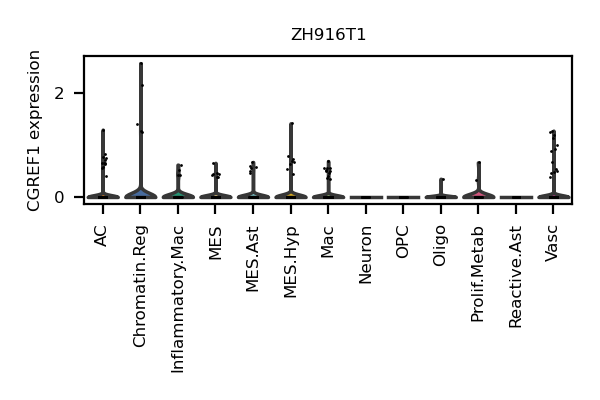 ZH916T1
CGREF1 expression
2
0
AC
Chromatin.Reg
Inflammatory.Mac
MES
MES.Ast
MES.Hyp
Mac
Neuron
OPC
Oligo
Prolif.Metab
Reactive.Ast
Vasc